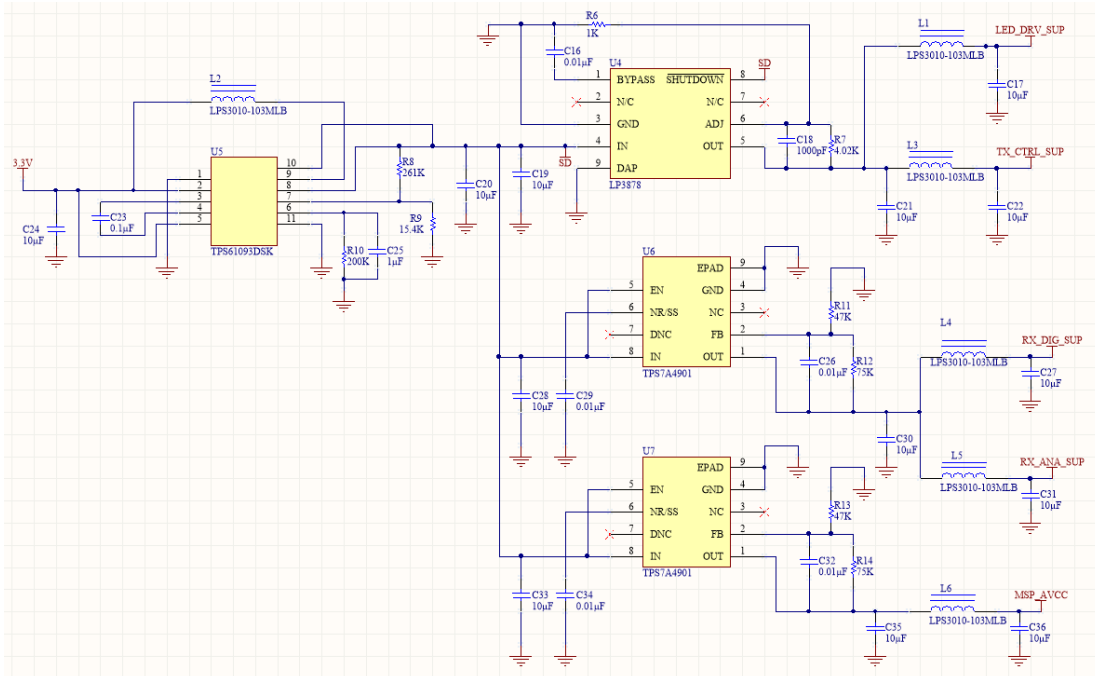 R6
1K
C16
0.01µF
U4
1 BYPASS SHUTDOWN 8
SD
2 N/C N/C 7
3 GND ADJ 6
4 IN OUT 5
9 DAP
LP3878
SD
L1
LPS3010-103MLB
LED_DRV_SUP
C17
10µF
C18
1000pF
R7
4.02K
L3
LPS3010-103MLB
TX_CTRL_SUP
C21
10µF
C22
10µF
L2
LPS3010-103MLB
3.3V
U5
1
2
3
4
5
10
9
8
7
6
11
TPS61093DSK
C24
10µF
C23
0.1µF
R8
261K
R9
15.4K
R10
200K
C25
1µF
C20
10µF
C19
10µF
U6
EPAD 9
5 EN GND 4
6 NR/SS NC 3
7 DNC FB 2
8 IN OUT 1
TPS7A4901
R11
47K
C26
0.01µF
R12
75K
L4
LPS3010-103MLB
RX_DIG_SUP
C27
10µF
C28
10µF
C29
0.01µF
C30
10µF
L5
LPS3010-103MLB
RX_ANA_SUP
C31
10µF
U7
EPAD 9
5 EN GND 4
6 NR/SS NC 3
7 DNC FB 2
8 IN OUT 1
TPS7A4901
R13
47K
C32
0.01µF
R14
75K
C33
10µF
C34
0.01µF
L6
LPS3010-103MLB
MSP_AVCC
C35
10µF
C36
10µF